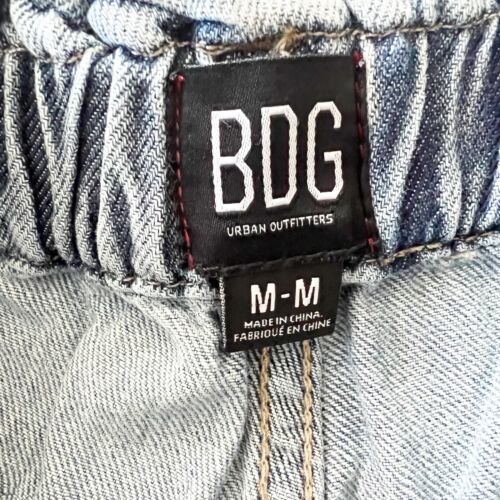 BDG
URBAN OUTFITTERS
M-M
MADE IN CHINA.
FABRIQUÉ EN CHINE